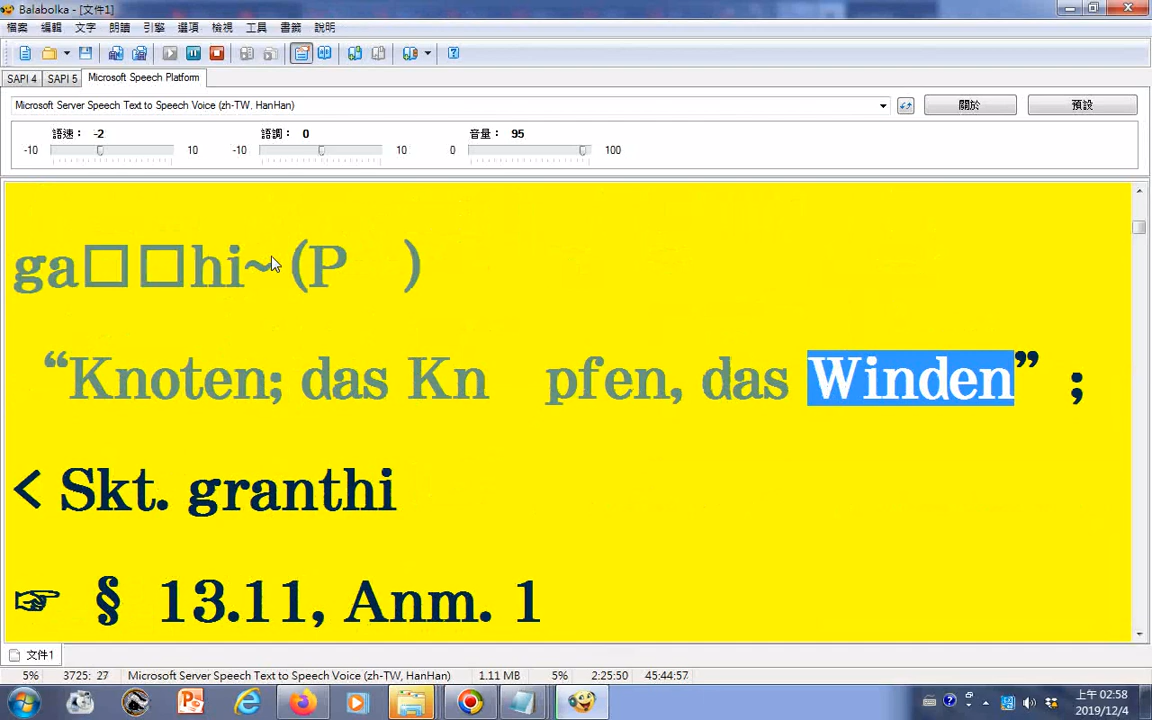 Balabolka - [文件1]
檔案 編輯 文字 朗讀 引擎 選項 檢視 工具 書籤 說明
SAPI 4 SAPI 5 Microsoft Speech Platform
Microsoft Server Speech Text to Speech Voice (zh-TW, HanHan) 關於 預設
語速: -2 語調: 0 音量: 95
-10 10 -10 10 0 100
ga□□hi~(P )
“Knoten; das Kn pfen, das Winden” ;
< Skt. granthi
☞ § 13.11, Anm. 1
文件1
5% 3725: 27 Microsoft Server Speech Text to Speech Voice (zh-TW, HanHan) 1.11 MB 5% 2:25:50 45:44:57
上午 02:58
2019/12/4